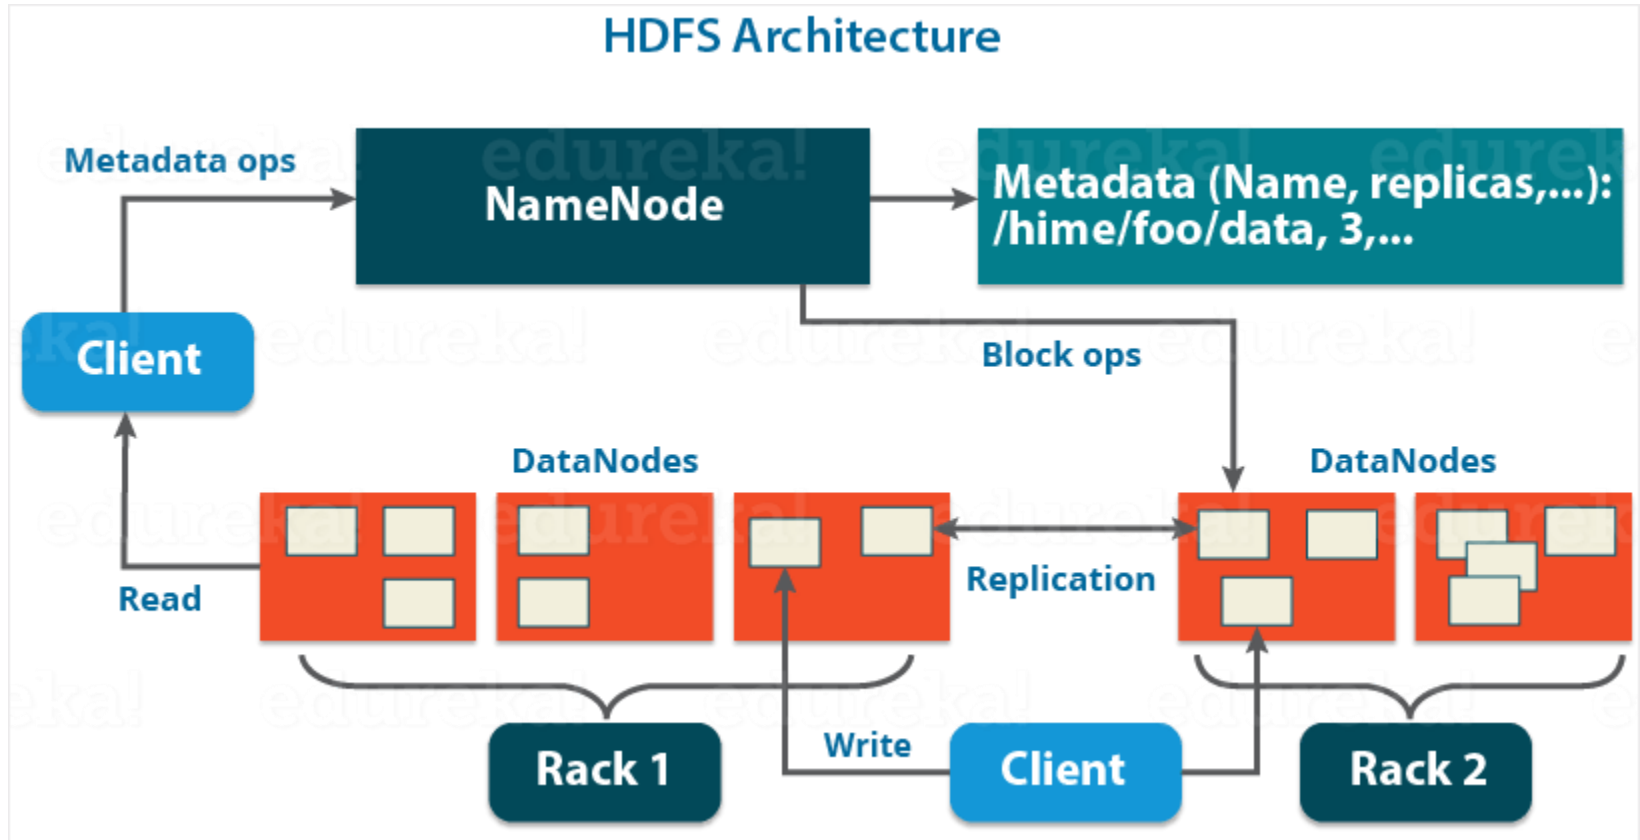 HDFS Architecture
Metadata ops
NameNode
Metadata (Name, replicas,...):
/hime/foo/data, 3,...
Client
Block ops
DataNodes
DataNodes
Read
Replication
Write
Rack 1
Client
Rack 2
edureka!